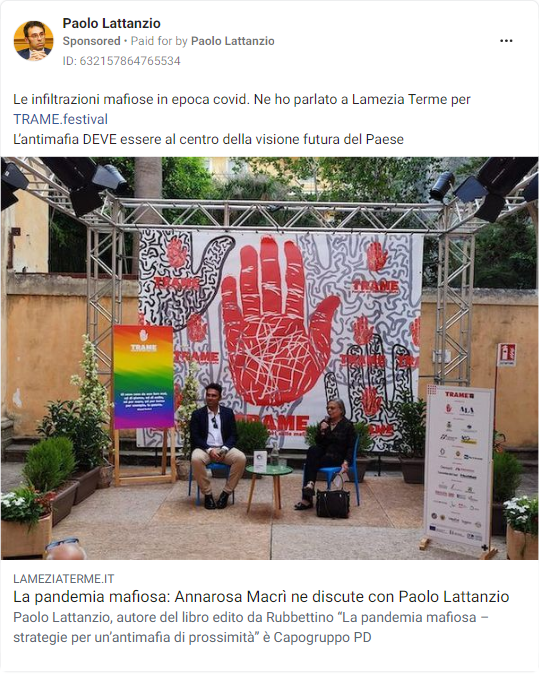 Paolo Lattanzio
Sponsored • Paid for by Paolo Lattanzio
ID: 632157864765534
Le infiltrazioni mafiose in epoca covid. Ne ho parlato a Lamezia Terme per
TRAME.festival
L’antimafia DEVE essere al centro della visione futura del Paese
TRAME
TRAME
TRAME
TRAME
TRAME
TRAME
LAMEZIATERME.IT
La pandemia mafiosa: Annarosa Macrì ne discute con Paolo Lattanzio
Paolo Lattanzio, autore del libro edito da Rubbettino “La pandemia mafiosa –
strategie per un’antimafia di prossimità” è Capogruppo PD